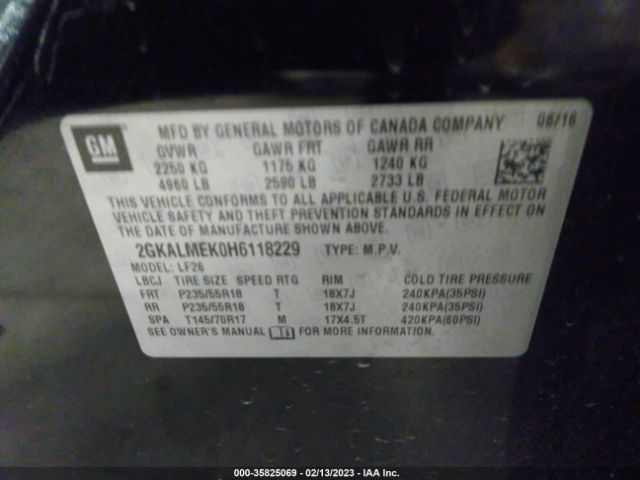 GM
MFD BY GENERAL MOTORS OF CANADA COMPANY 08/16
GVWR GAWR FRT GAWR RR
2250 KG 1175 KG 1240 KG
4960 LB 2590 LB 2733 LB
THIS VEHICLE CONFORMS TO ALL APPLICABLE U.S. FEDERAL MOTOR
VEHICLE SAFETY AND THEFT PREVENTION STANDARDS IN EFFECT ON
THE DATE OF MANUFACTURE SHOWN ABOVE.
2GKALMEK0H6118229 TYPE: M.P.V.
MODEL: LF26
LBCJ TIRE SIZE SPEED RTG RIM COLD TIRE PRESSURE
FRT P235/55R18 T 18X7J 240KPA(35PSI)
RR P235/55R18 T 18X7J 240KPA(35PSI)
SPA T145/70R17 M 17X4.5T 420KPA(60PSI)
SEE OWNER'S MANUAL FOR MORE INFORMATION.
000-35825069 - 02/13/2023 - IAA Inc.